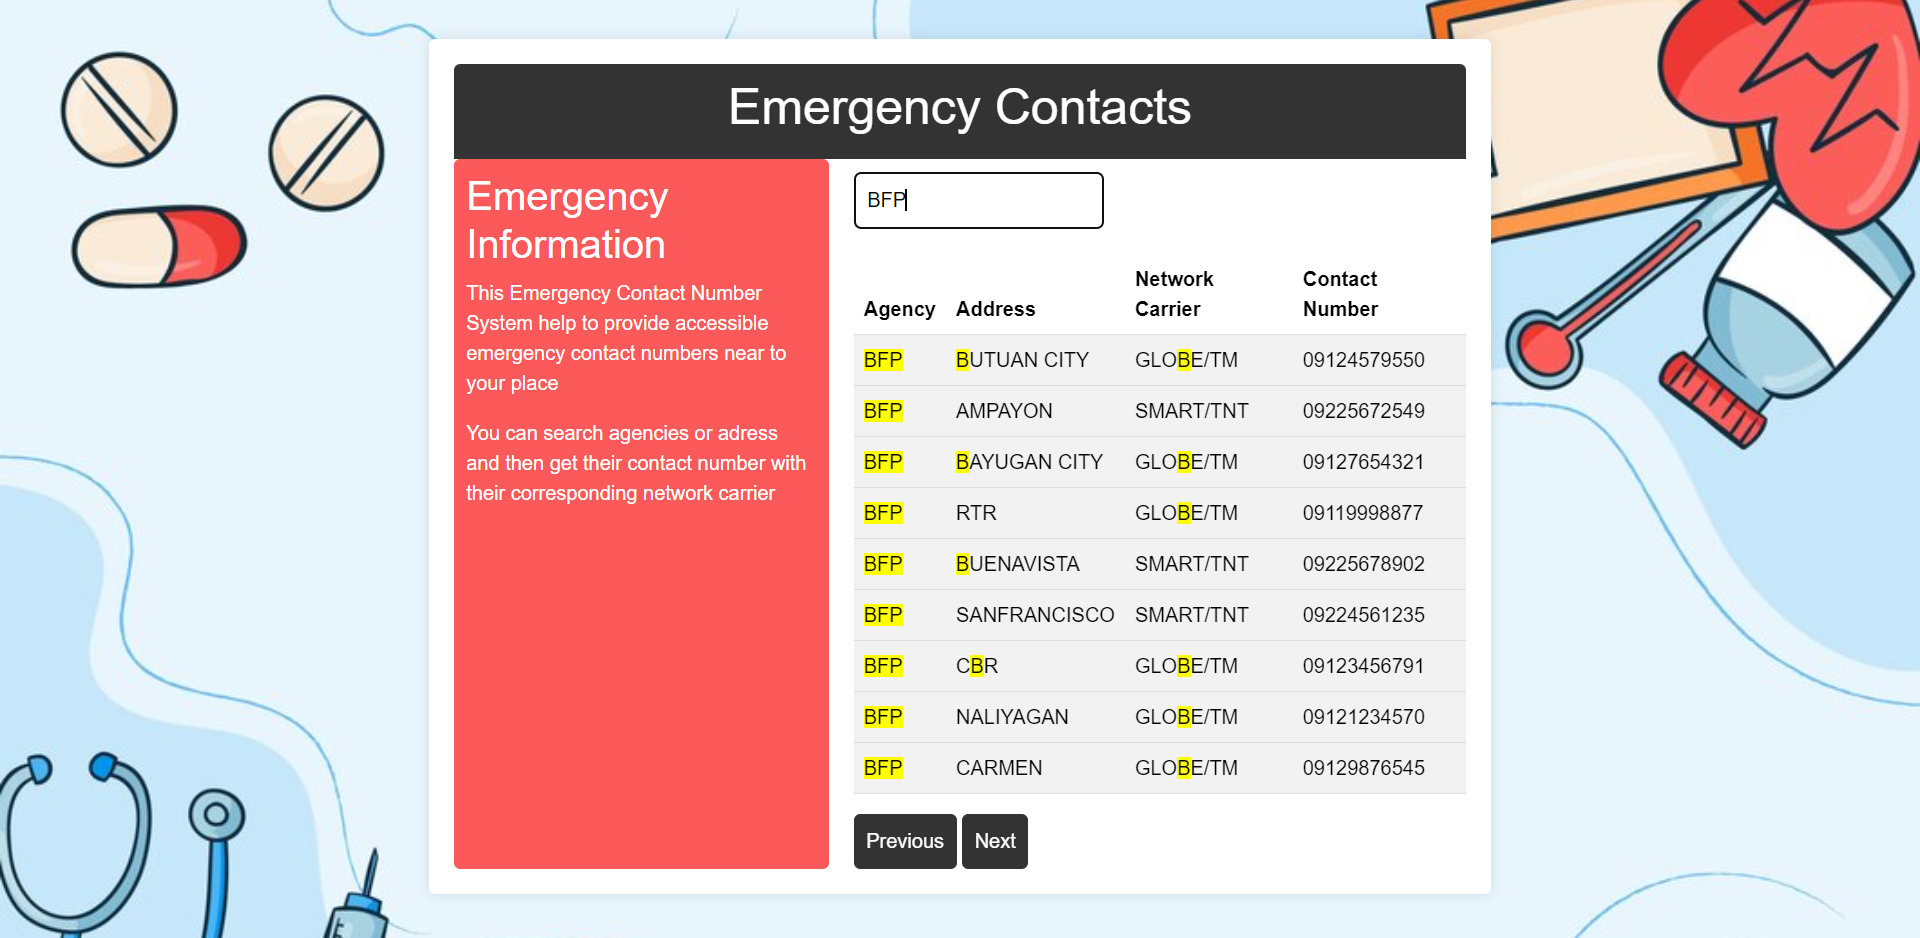 Emergency Contacts
Emergency
Information
This Emergency Contact Number
System help to provide accessible
emergency contact numbers near to
your place
You can search agencies or adress
and then get their contact number with
their corresponding network carrier
BFP
Agency Address Network Carrier Contact Number
BFP BUTUAN CITY GLOBE/TM 09124579550
BFP AMPAYON SMART/TNT 09225672549
BFP BAYUGAN CITY GLOBE/TM 09127654321
BFP RTR GLOBE/TM 09119998877
BFP BUENAVISTA SMART/TNT 09225678902
BFP SANFRANCISCO SMART/TNT 09224561235
BFP CBR GLOBE/TM 09123456791
BFP NALIYAGAN GLOBE/TM 09121234570
BFP CARMEN GLOBE/TM 09129876545
Previous Next